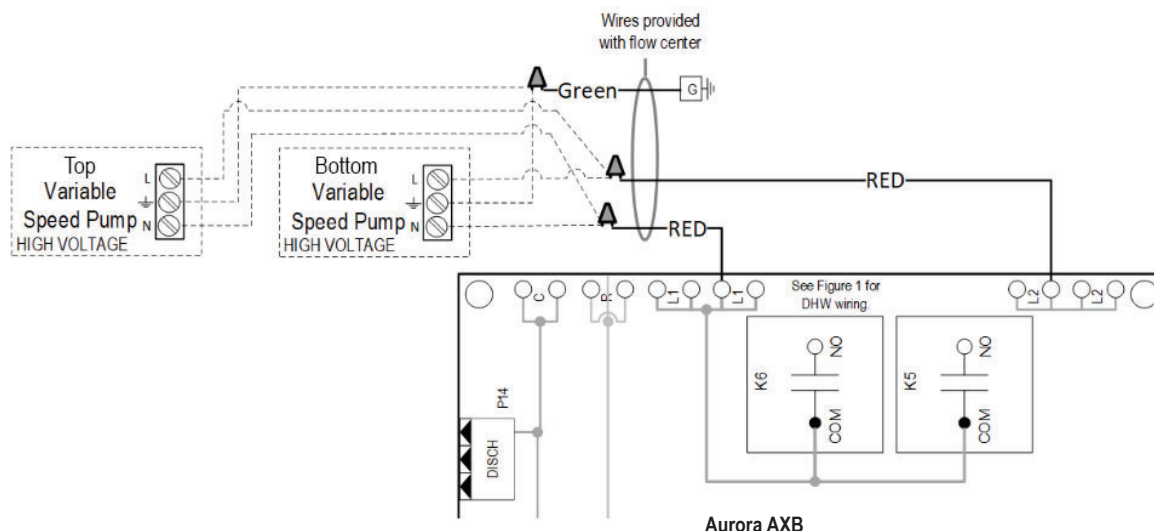 Wires provided
with flow center
Green
G
Top
Variable
Speed Pump
HIGH VOLTAGE
L
N
Bottom
Variable
Speed Pump
HIGH VOLTAGE
L
N
RED
RED
C
R
L1
L1
See Figure 1 for
DHW wiring.
L2
L2
K6
NO
COM
K5
NO
COM
P14
DISCH
Aurora AXB